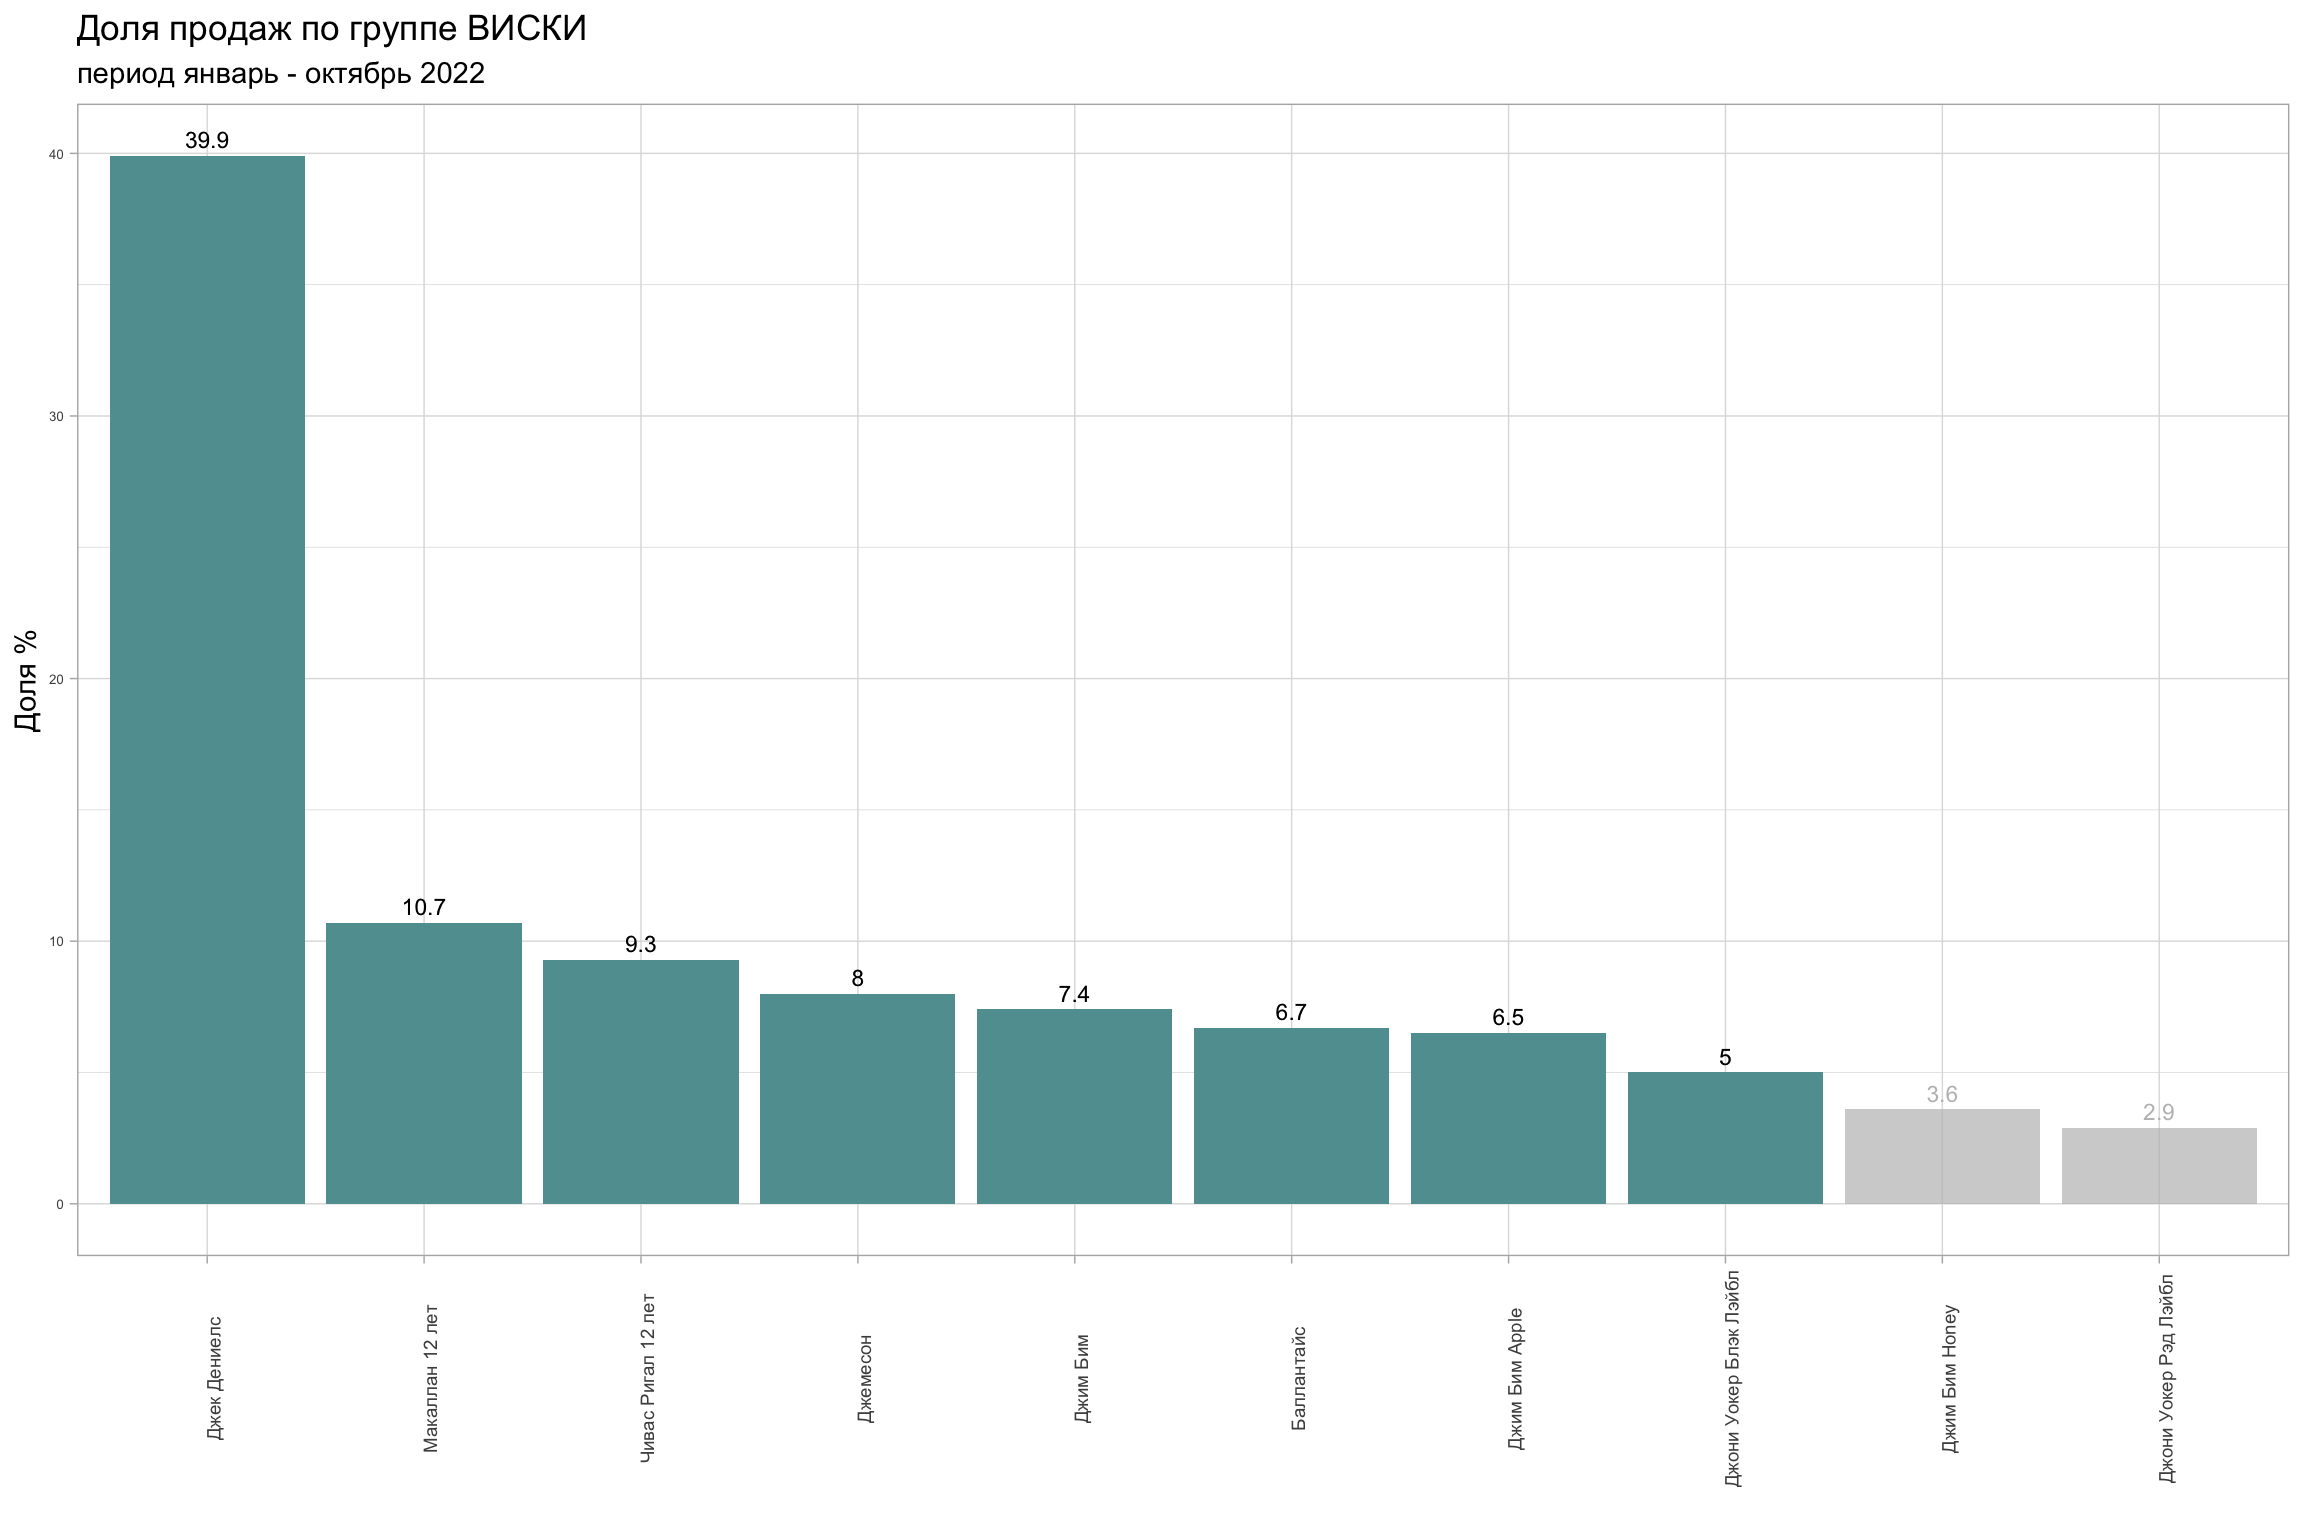 Доля продаж по группе ВИСКИ
период январь - октябрь 2022
Доля %
40
30
20
10
0
39.9
10.7
9.3
8
7.4
6.7
6.5
5
3.6
2.9
Джек Дениелс
Макаллан 12 лет
Чивас Ригал 12 лет
Джемесон
Джим Бим
Баллантайс
Джим Бим Apple
Джони Уокер Блэк Лэйбл
Джим Бим Honey
Джони Уокер Рэд Лэйбл